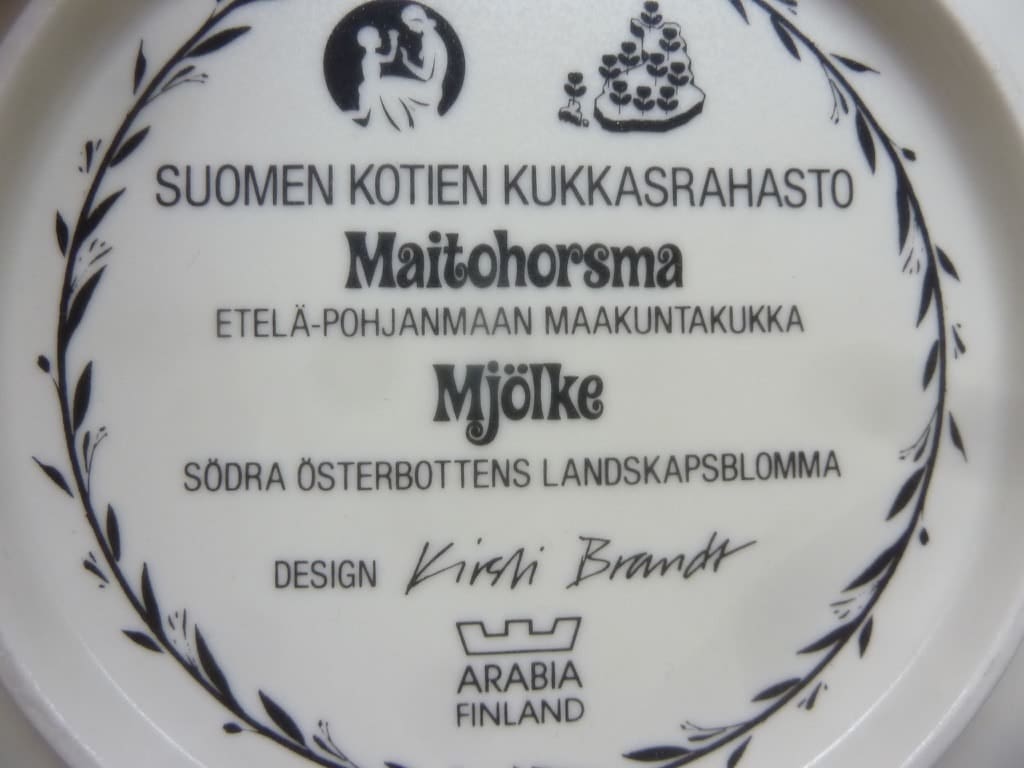 SUOMEN KOTIEN KUKKASRAHASTO
Maitohorsma
ETELÄ-POHJANMAAN MAAKUNTAKUKKA
Mjölke
SÖDRA ÖSTERBOTTENS LANDSKAPSBLOMMA
DESIGN Kirsti Brandt
ARABIA
FINLAND